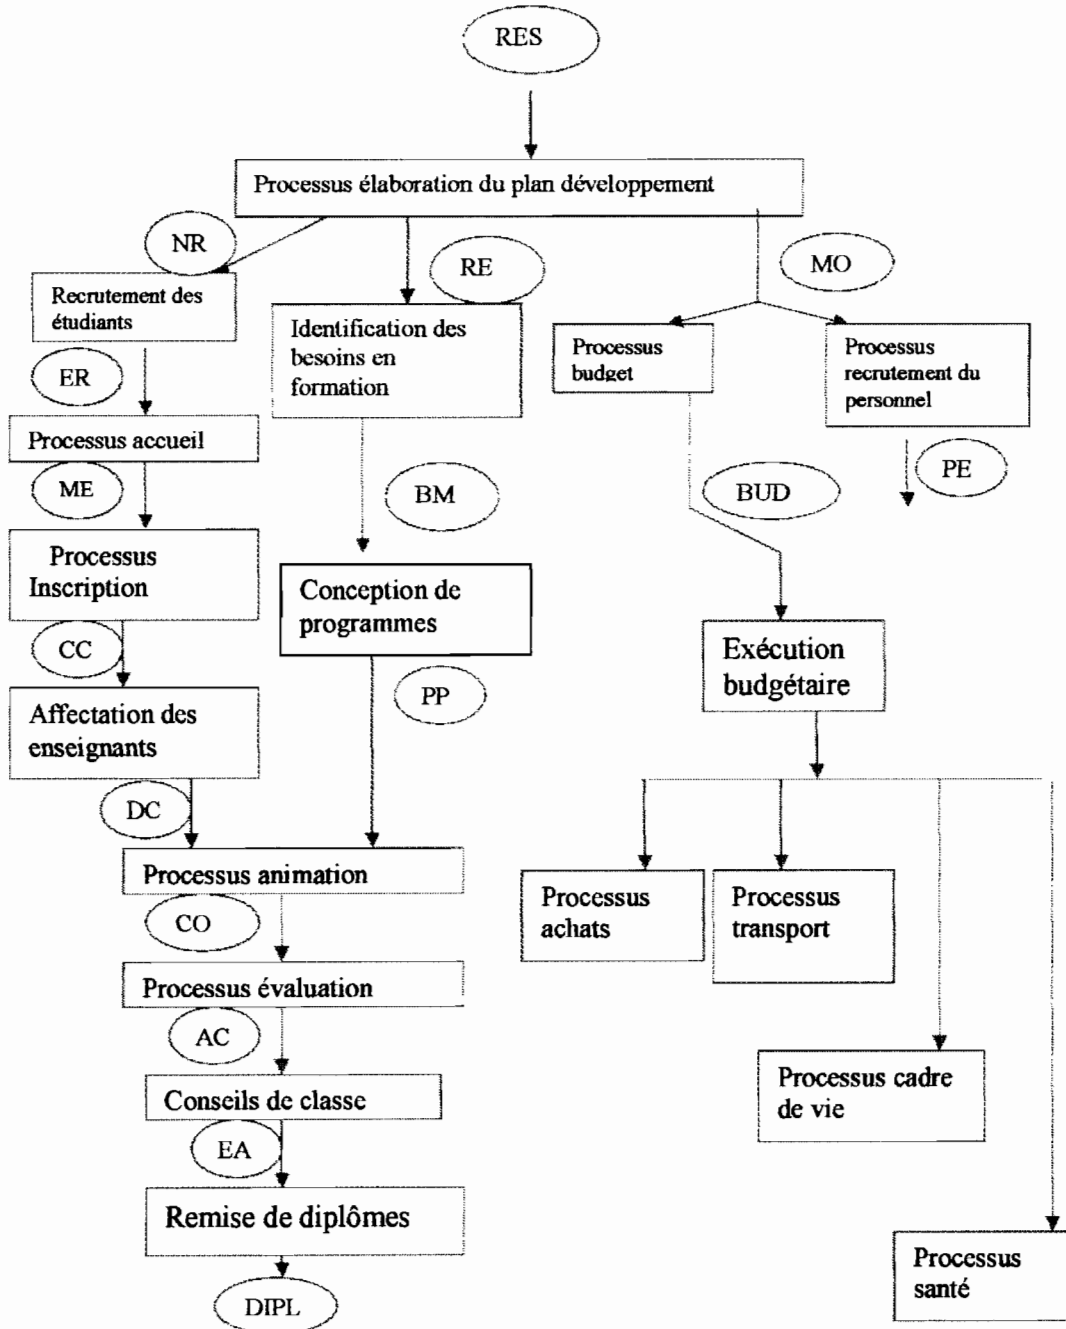 RES
Processus élaboration du plan développement
NR
RE
MO
Recrutement des
étudiants
Identification des
besoins en
formation
Processus
budget
Processus
recrutement du
personnel
ER
Processus accueil
ME
BM
BUD
PE
Processus
Inscription
Conception de
programmes
CC
PP
Exécution
budgétaire
Affectation des
enseignants
DC
Processus animation
Processus
achats
Processus
transport
CO
Processus évaluation
AC
Processus cadre
de vie
Conseils de classe
EA
Remise de diplômes
Processus
santé
DIPL